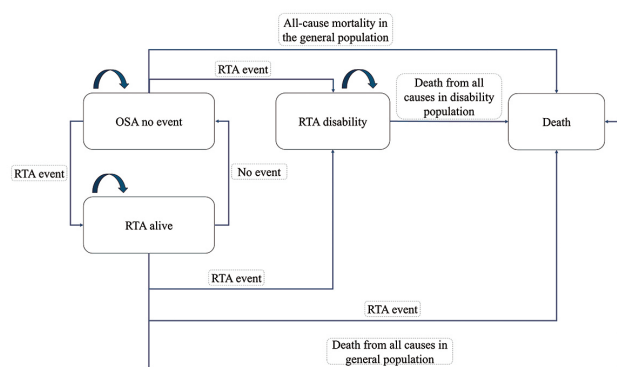 All-cause mortality in
the general population
RTA event
Death from all
causes in disability
population
OSA no event
RTA disability
Death
RTA event
No event
RTA alive
RTA event
RTA event
Death from all causes in
general population